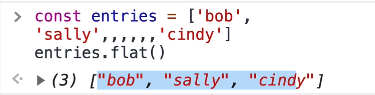 > const entries = ['bob',
'sally',,,,,,'cindy']
entries.flat()
(3) ["bob", "sally", "cindy"]